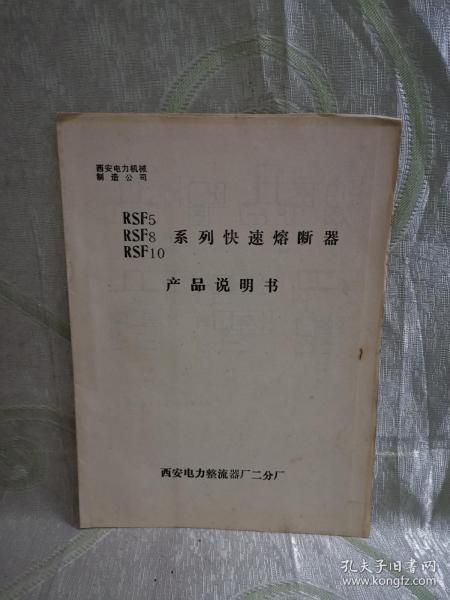 西安电力机械
制造公司
RSF5
RSF8 系列快速熔断器
RSF10
产品说明书
西安电力整流器厂二分厂
孔夫子旧书网
www.kongfz.com